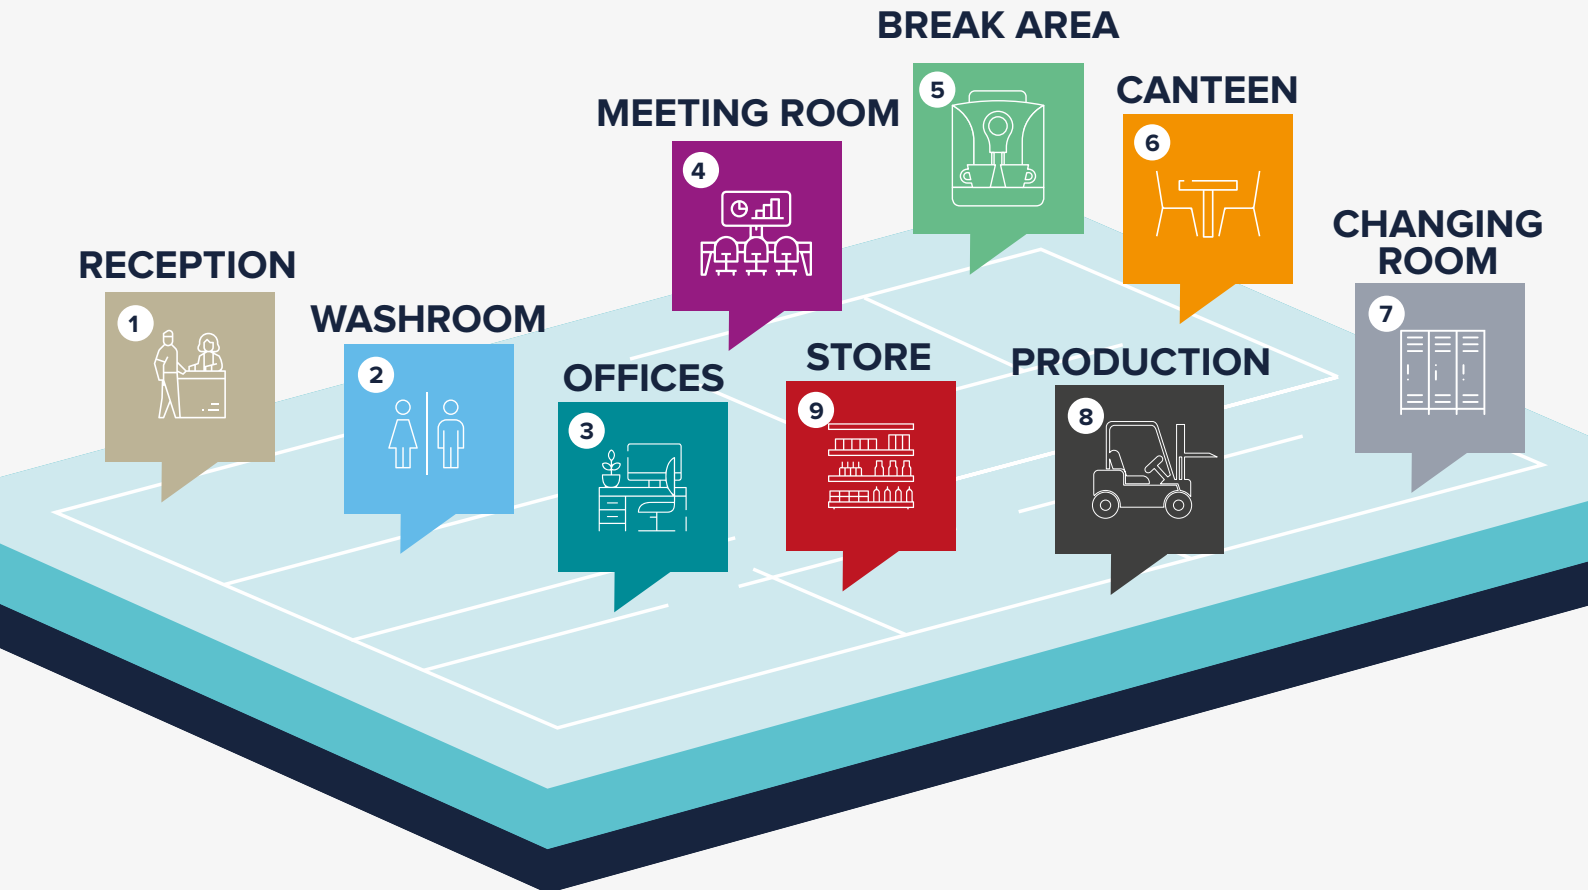 RECEPTION
1
WASHROOM
2
OFFICES
3
MEETING ROOM
4
BREAK AREA
5
CANTEEN
6
CHANGING
ROOM
7
PRODUCTION
8
STORE
9